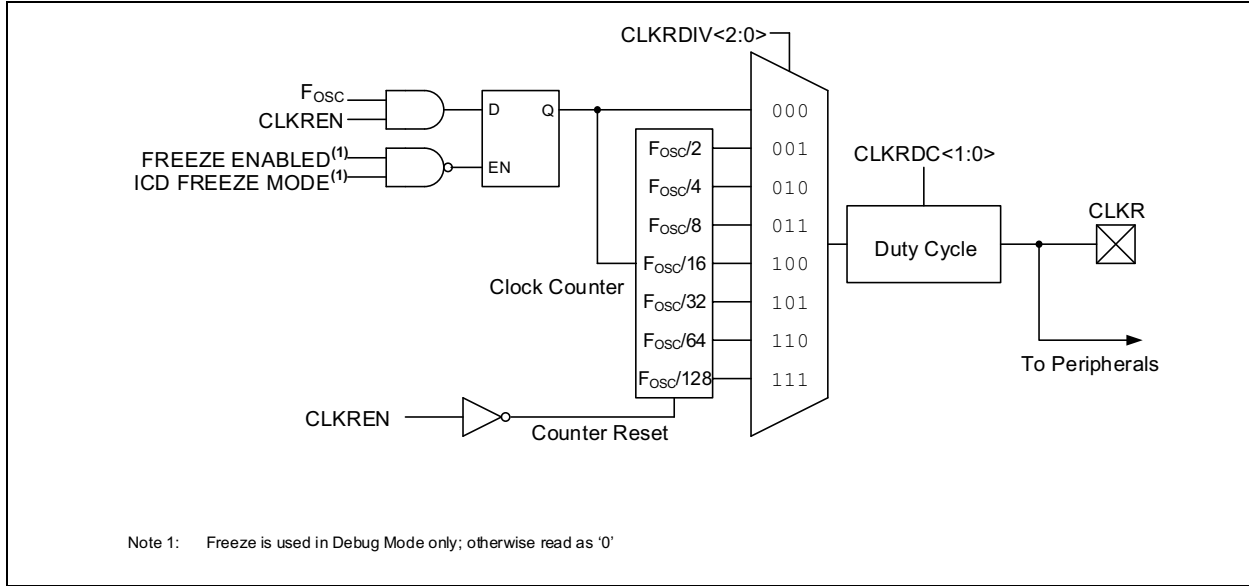 CLKRDIV<2:0>
FOSC
CLKREN
D Q
000
FREEZE ENABLED(1)
ICD FREEZE MODE(1)
EN
FOSC/2 001
CLKRDC<1:0>
FOSC/4 010
FOSC/8 011
CLKR
Duty Cycle
FOSC/16 100
Clock Counter
FOSC/32 101
FOSC/64 110
To Peripherals
FOSC/128 111
CLKREN
Counter Reset
Note 1: Freeze is used in Debug Mode only; otherwise read as ‘0’